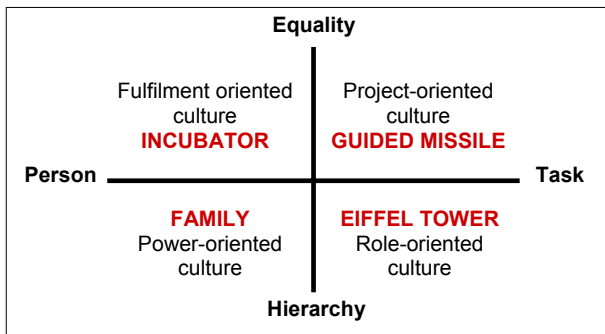 Equality
Fulfilment oriented
culture
INCUBATOR
Project-oriented
culture
GUIDED MISSILE
Person
Task
FAMILY
Power-oriented
culture
EIFFEL TOWER
Role-oriented
culture
Hierarchy